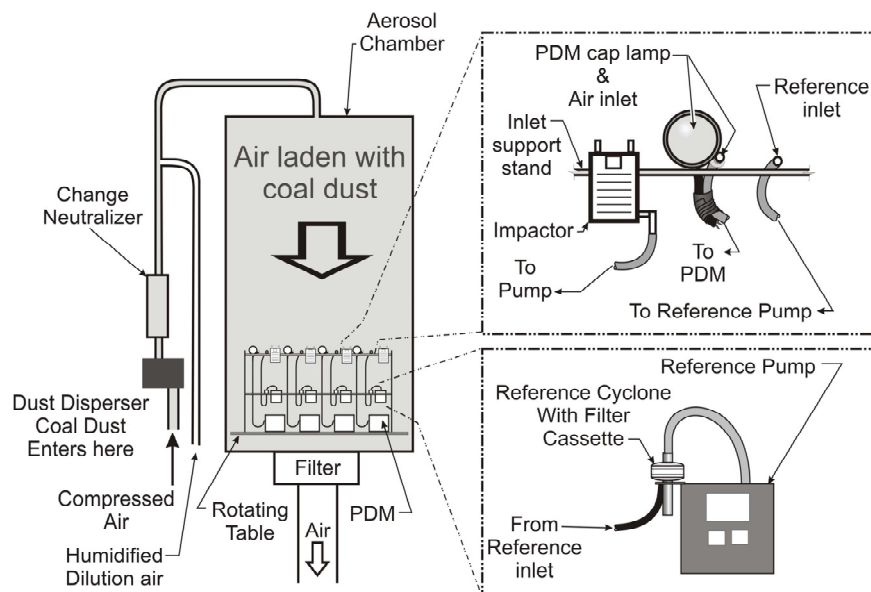 Aerosol
Chamber
Air laden with
coal dust
Change
Neutralizer
Dust Disperser
Coal Dust
Enters here
Compressed
Air
Humidified
Dilution air
Rotating
Table
Filter
Air
PDM
PDM cap lamp
&
Air inlet
Reference
inlet
Inlet
support
stand
Impactor
To
Pump
To
PDM
To Reference Pump
Reference Pump
Reference Cyclone
With Filter
Cassette
From
Reference
inlet